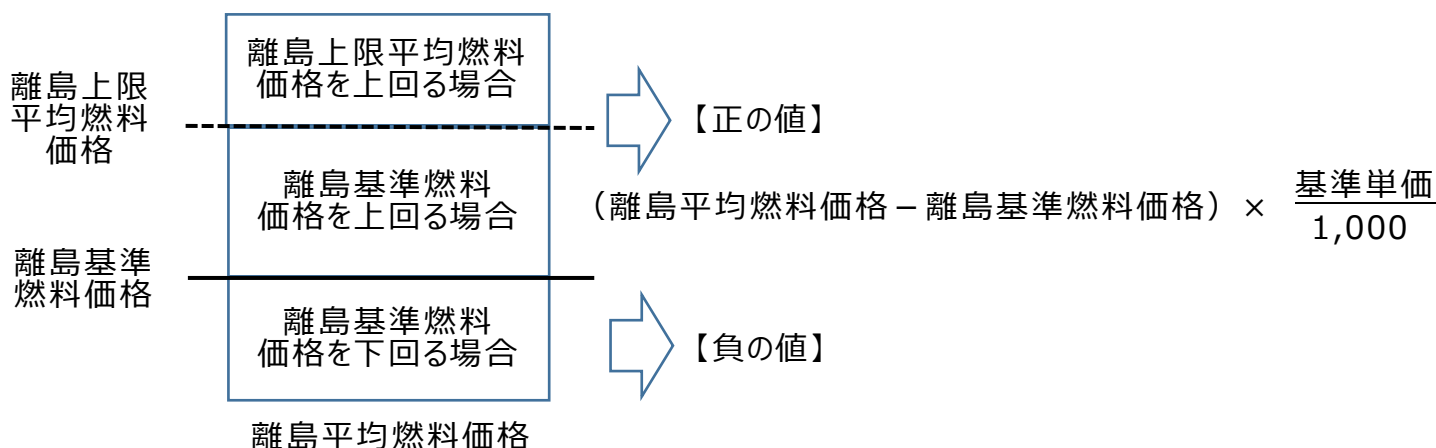 離島上限平均燃料
価格を上回る場合
離島上限
平均燃料
価格
【正の値】
離島基準燃料
価格を上回る場合
（離島平均燃料価格－離島基準燃料価格）× 基準単価
1,000
離島基準
燃料価格
離島基準燃料
価格を下回る場合
【負の値】
離島平均燃料価格